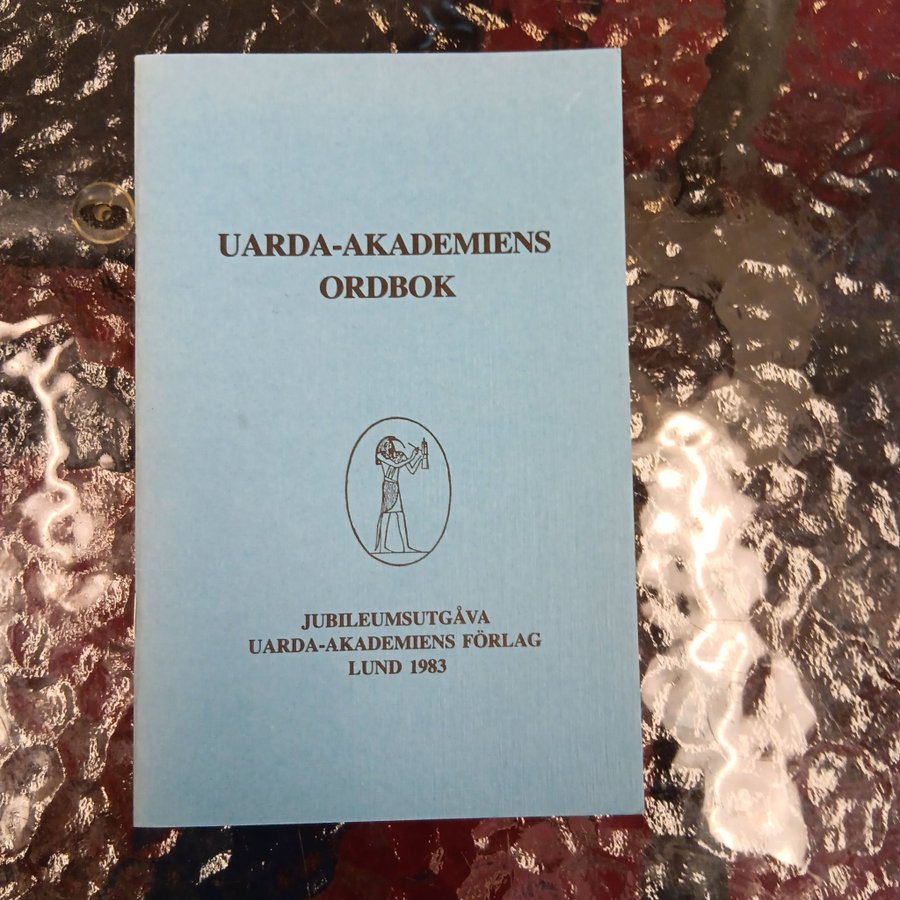 UARDA-AKADEMIENS
ORDBOK
JUBILEUMSUTGÅVA
UARDA-AKADEMIENS FÖRLAG
LUND 1983